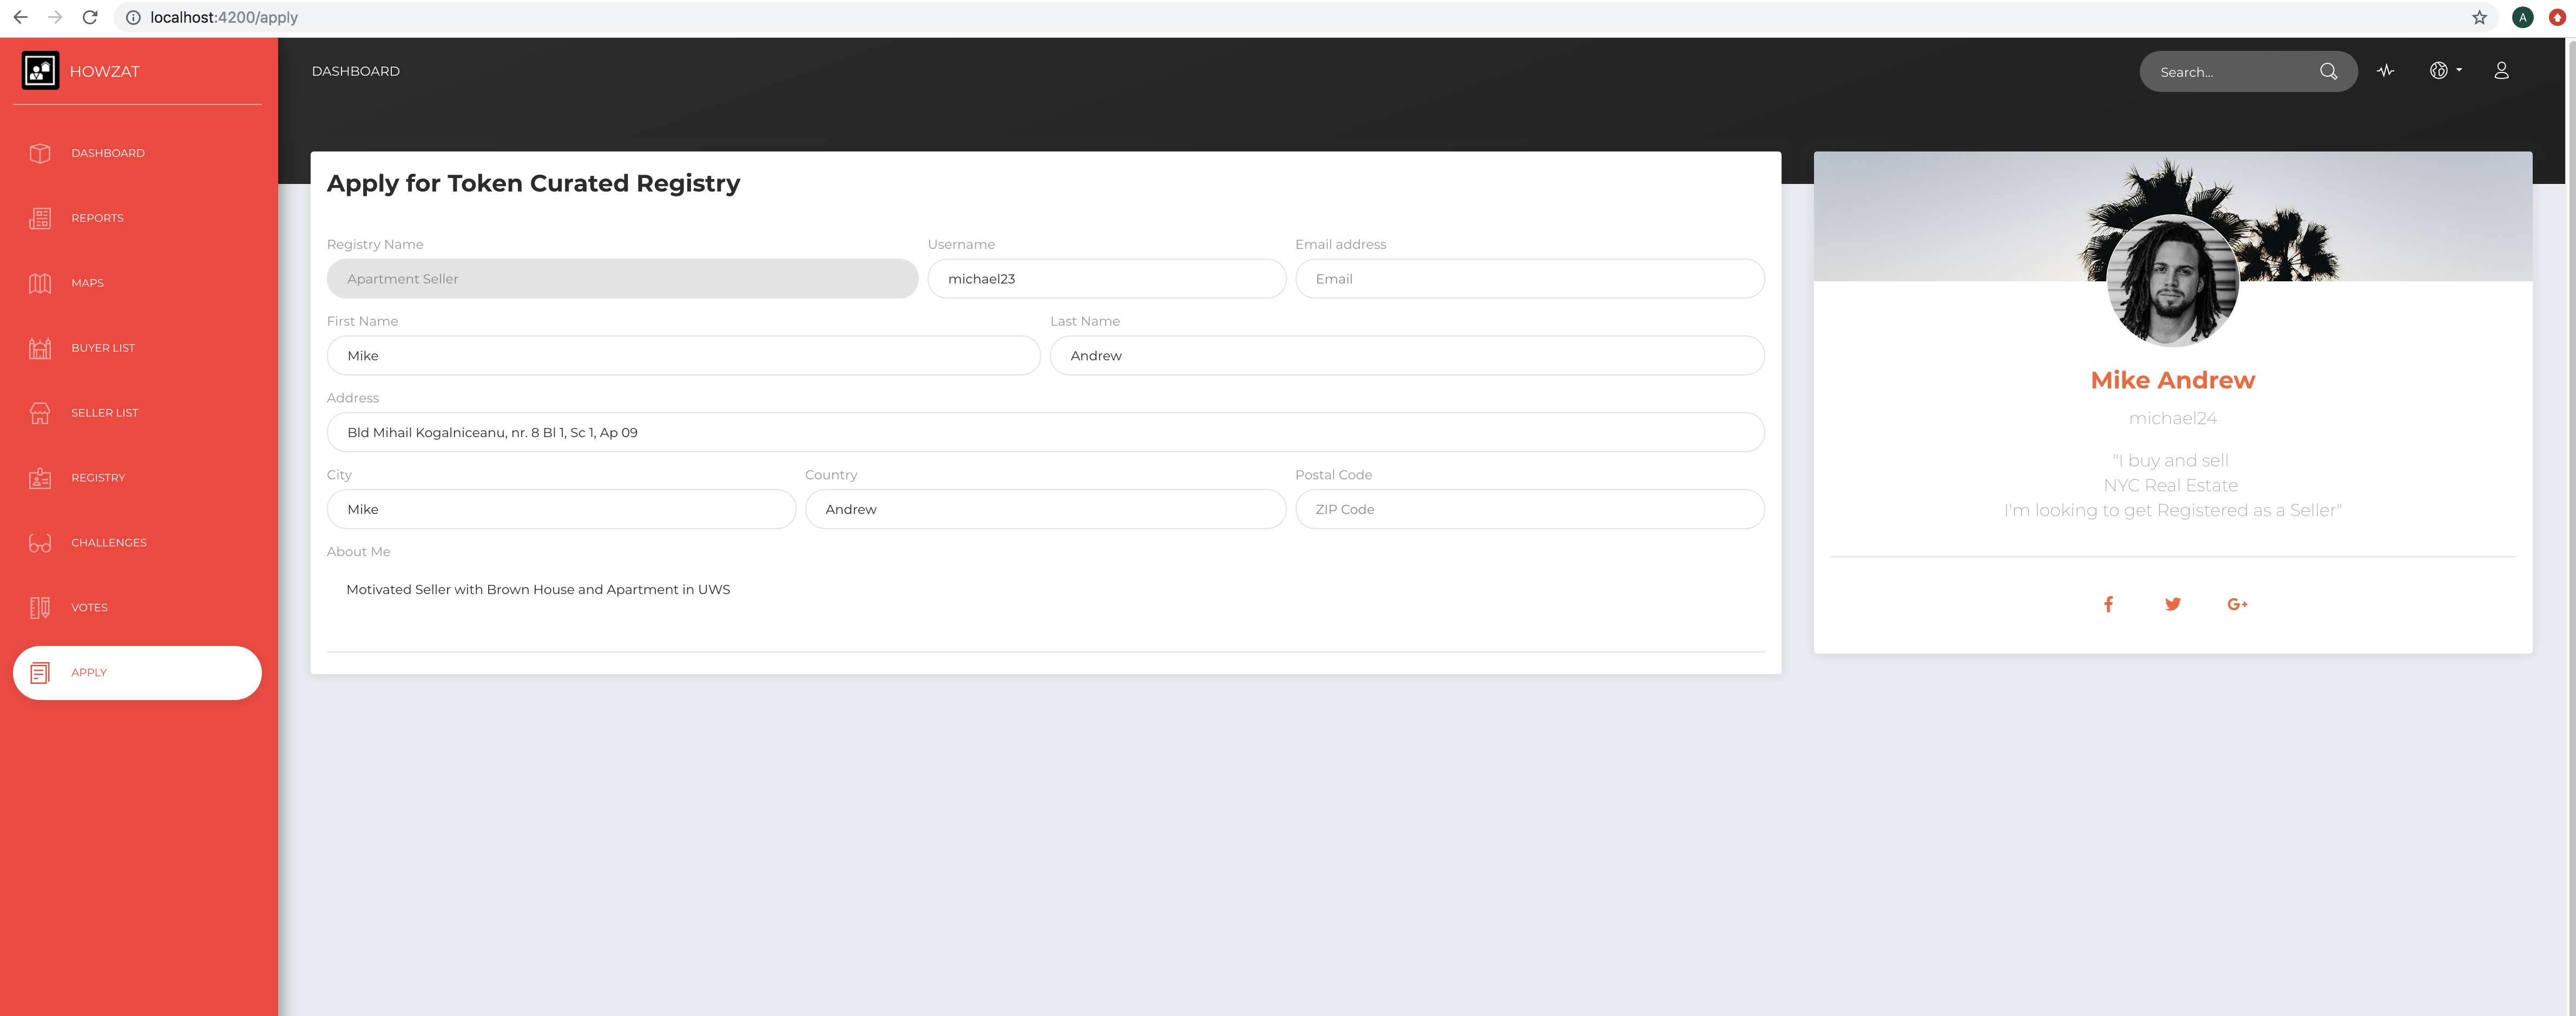 localhost:4200/apply
A
HOWZAT
DASHBOARD
Search...
DASHBOARD
REPORTS
MAPS
BUYER LIST
SELLER LIST
REGISTRY
CHALLENGES
VOTES
APPLY
Apply for Token Curated Registry
Registry Name
Username
Email address
Apartment Seller
michael23
Email
First Name
Last Name
Mike
Andrew
Address
Bld Mihail Kogalniceanu, nr. 8 Bl 1, Sc 1, Ap 09
City
Country
Postal Code
Mike
Andrew
ZIP Code
About Me
Motivated Seller with Brown House and Apartment in UWS
Mike Andrew
michael24
"I buy and sell
NYC Real Estate
I'm looking to get Registered as a Seller"
G+